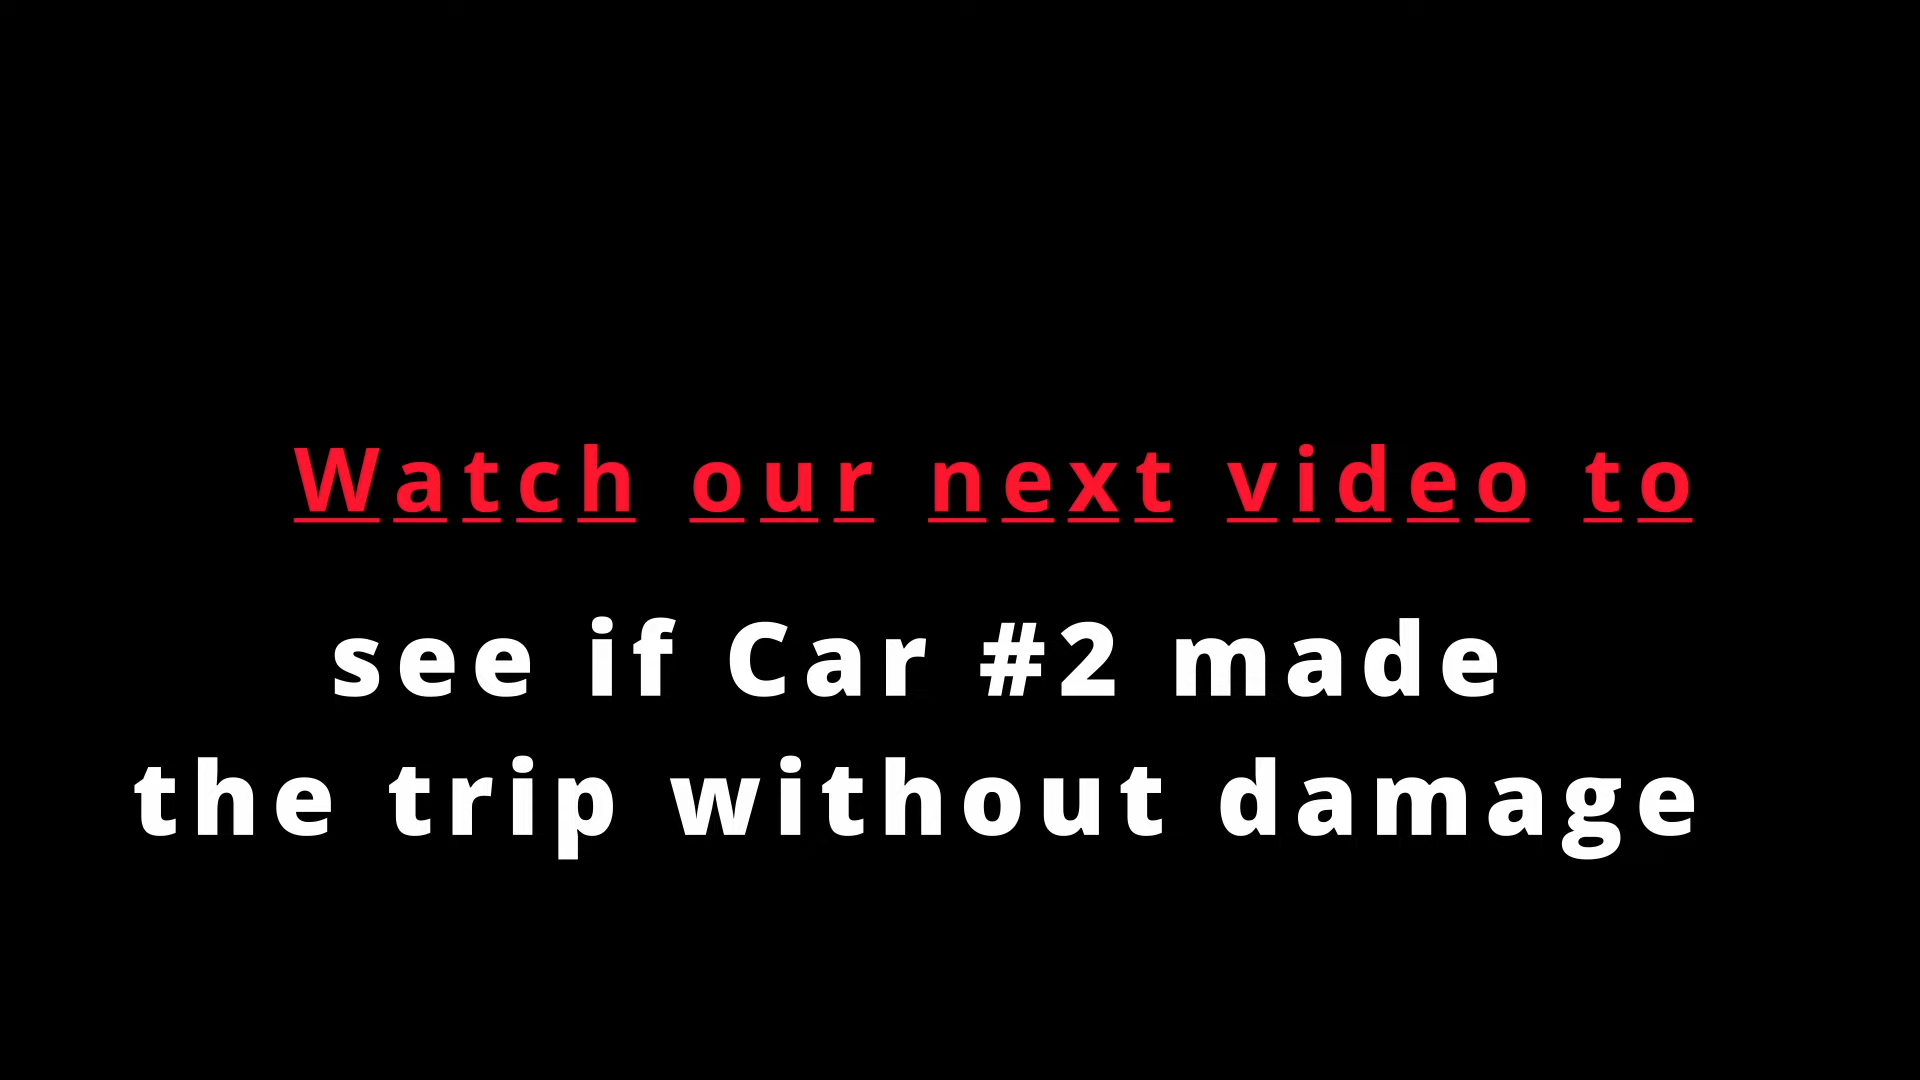 Watch our next video to
see if Car #2 made
the trip without damage